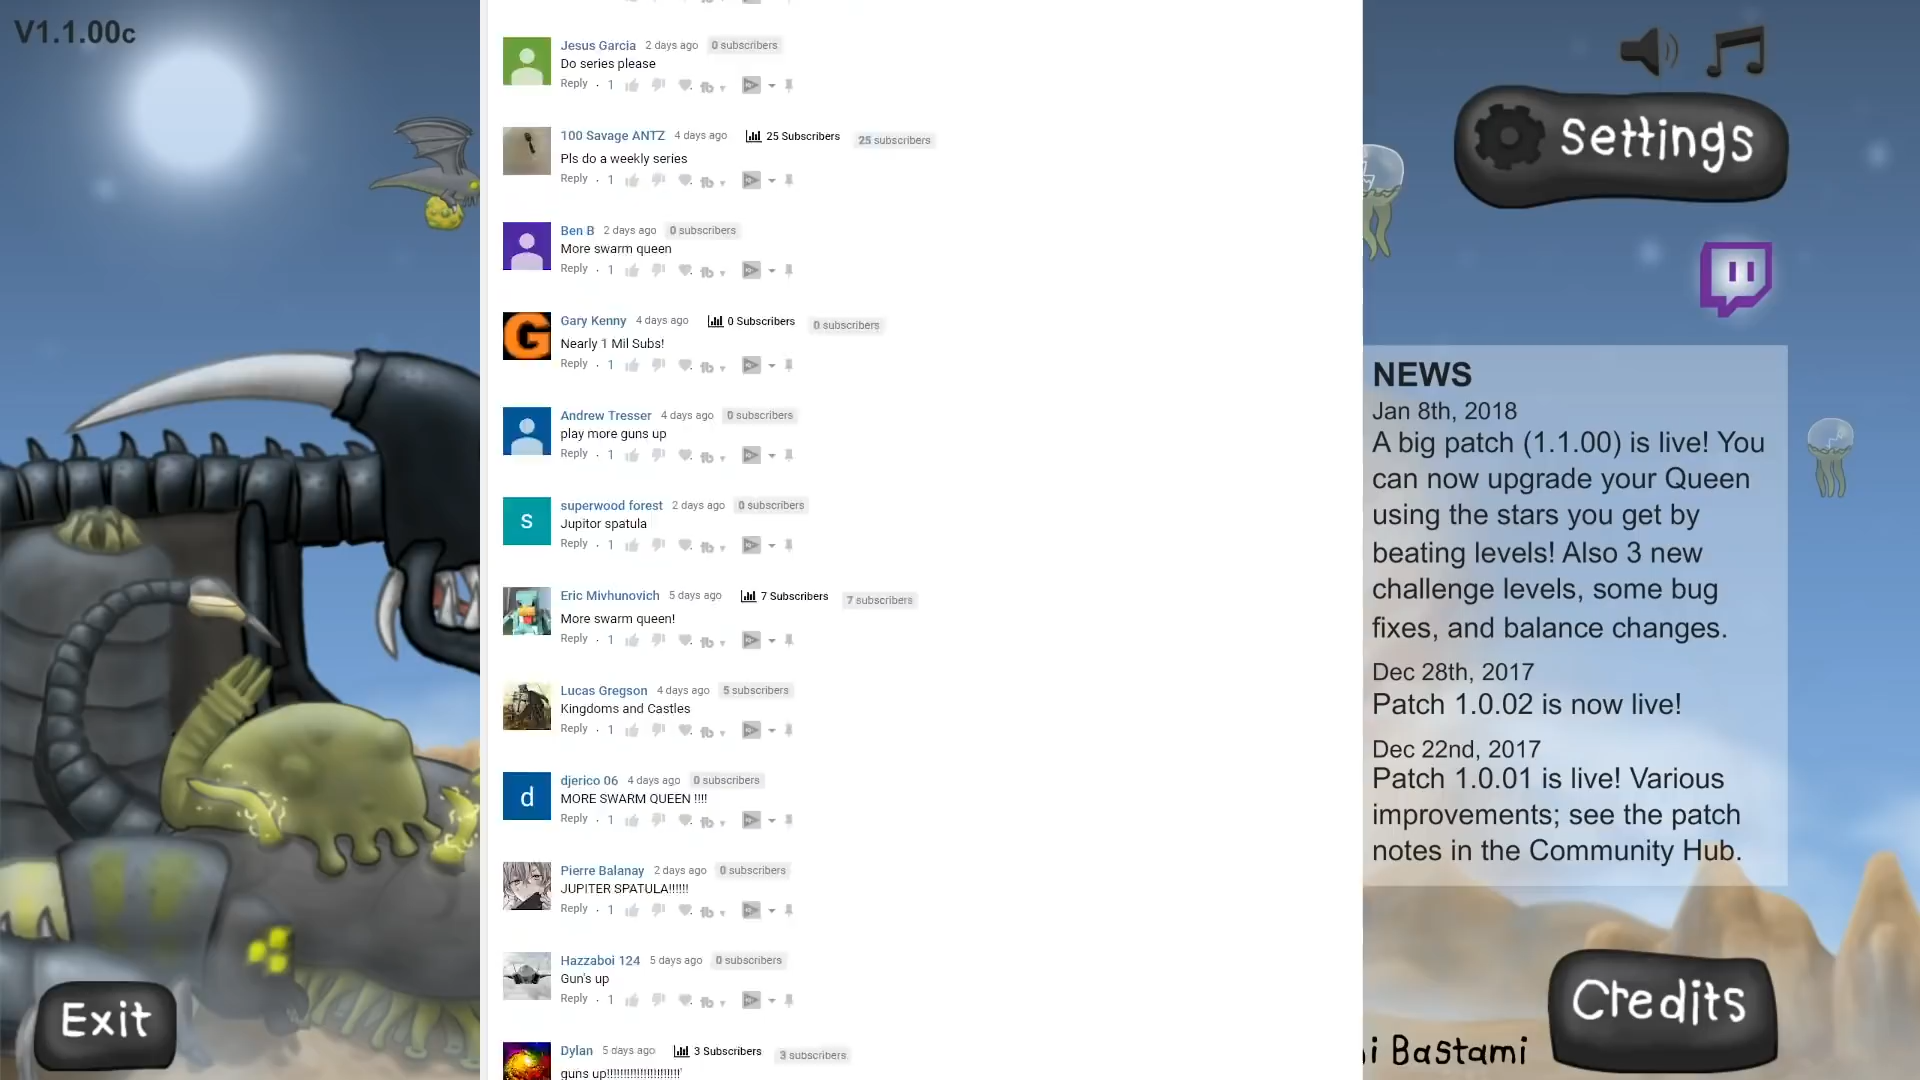 V1.1.00c
Jesus Garcia 2 days ago 0 subscribers
Do series please
Reply · 1
100 Savage ANTZ 4 days ago 25 Subscribers 25 subscribers
Pls do a weekly series
Reply · 1
Ben B 2 days ago 0 subscribers
More swarm queen
Reply · 1
Gary Kenny 4 days ago 0 Subscribers 0 subscribers
Nearly 1 Mil Subs!
Reply · 1
Andrew Tresser 4 days ago 0 subscribers
play more guns up
Reply · 1
superwood forest 2 days ago 0 subscribers
Jupitor spatula
Reply · 1
Eric Mivhunovich 5 days ago 7 Subscribers 7 subscribers
More swarm queen!
Reply · 1
Lucas Gregson 4 days ago 5 subscribers
Kingdoms and Castles
Reply · 1
djerico 06 4 days ago 0 subscribers
MORE SWARM QUEEN !!!!
Reply · 1
Pierre Balanay 2 days ago 0 subscribers
JUPITER SPATULA!!!!!!
Reply · 1
Hazzaboi 124 5 days ago 0 subscribers
Gun's up
Reply · 1
Dylan 5 days ago 3 Subscribers 3 subscribers
guns up!!!!!!!!!!!!!!!!!!!!!!'
Settings
NEWS
Jan 8th, 2018
A big patch (1.1.00) is live! You
can now upgrade your Queen
using the stars you get by
beating levels! Also 3 new
challenge levels, some bug
fixes, and balance changes.
Dec 28th, 2017
Patch 1.0.02 is now live!
Dec 22nd, 2017
Patch 1.0.01 is live! Various
improvements; see the patch
notes in the Community Hub.
Exit
Credits
Bastami